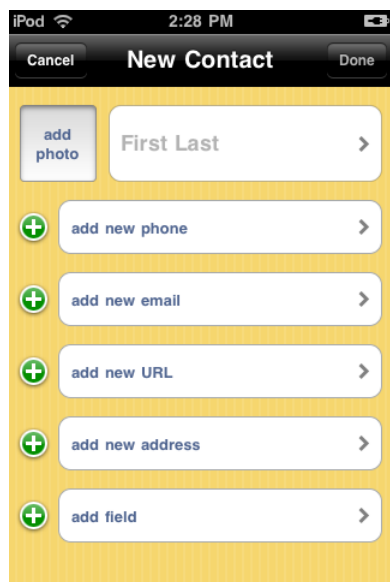 iPod 2:28 PM
Cancel New Contact Done
add
photo
First Last
add new phone
add new email
add new URL
add new address
add field